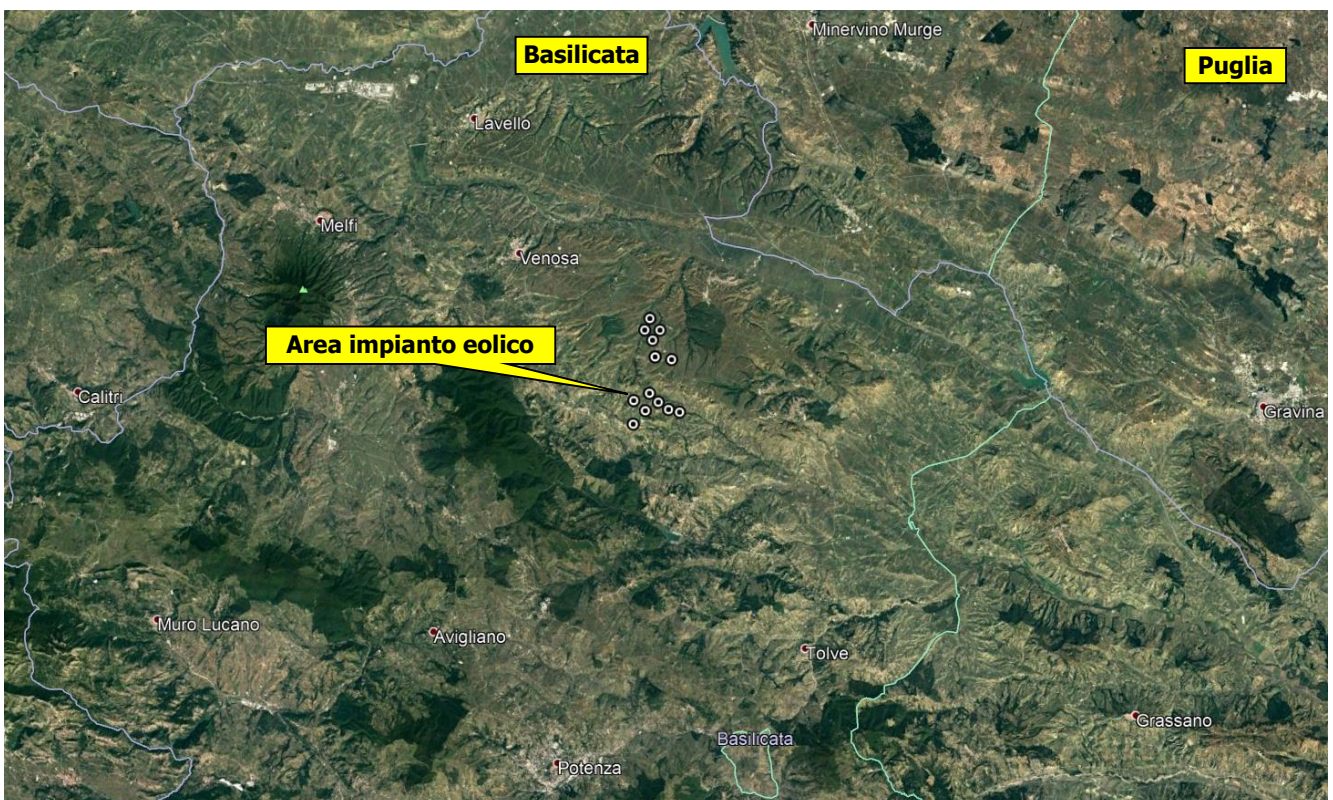 Minervino Murge
Basilicata
Puglia
Lavello
Melfi
Venosa
Area impianto eolico
Calitri
Gravina
Muro Lucano
Avigliano
Tolve
Grassano
Basilicata
Potenza